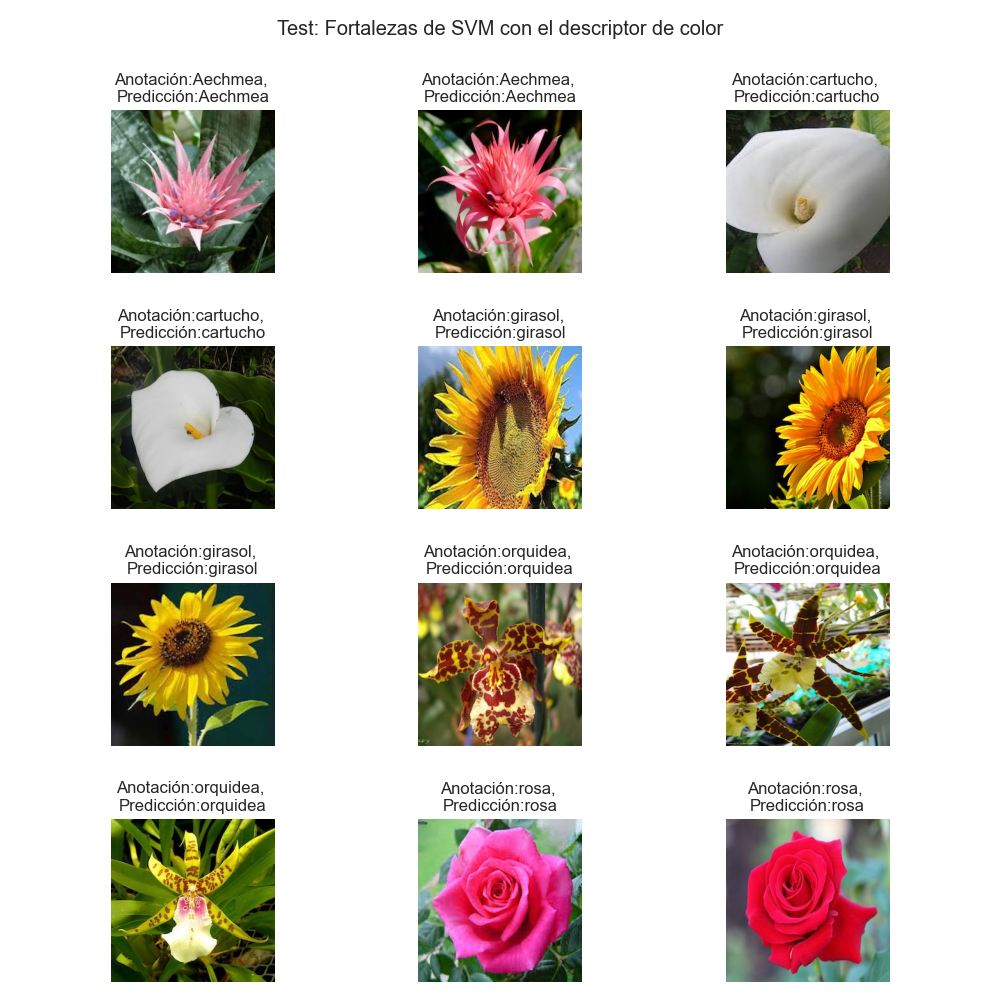 Test: Fortalezas de SVM con el descriptor de color
Anotación:Aechmea,
Predicción:Aechmea
Anotación:Aechmea,
Predicción:Aechmea
Anotación:cartucho,
Predicción:cartucho
Anotación:cartucho,
Predicción:cartucho
Anotación:girasol,
Predicción:girasol
Anotación:girasol,
Predicción:girasol
Anotación:girasol,
Predicción:girasol
Anotación:orquidea,
Predicción:orquidea
Anotación:orquidea,
Predicción:orquidea
Anotación:orquidea,
Predicción:orquidea
Anotación:rosa,
Predicción:rosa
Anotación:rosa,
Predicción:rosa